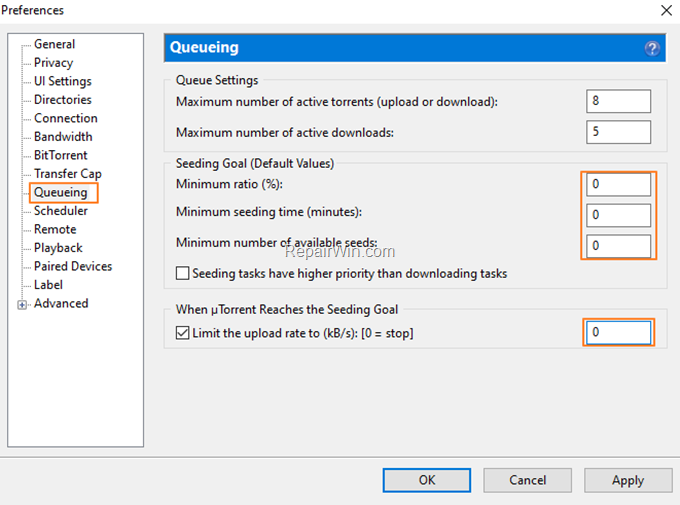 Preferences
General
Privacy
UI Settings
Directories
Connection
Bandwidth
BitTorrent
Transfer Cap
Queueing
Scheduler
Remote
Playback
Paired Devices
Label
Advanced
Queueing
?
Queue Settings
Maximum number of active torrents (upload or download): 8
Maximum number of active downloads: 5
Seeding Goal (Default Values)
Minimum ratio (%): 0
Minimum seeding time (minutes): 0
Minimum number of available seeds: 0
RepairWin.com
Seeding tasks have higher priority than downloading tasks
When µTorrent Reaches the Seeding Goal
Limit the upload rate to (kB/s): [0 = stop] 0
OK Cancel Apply